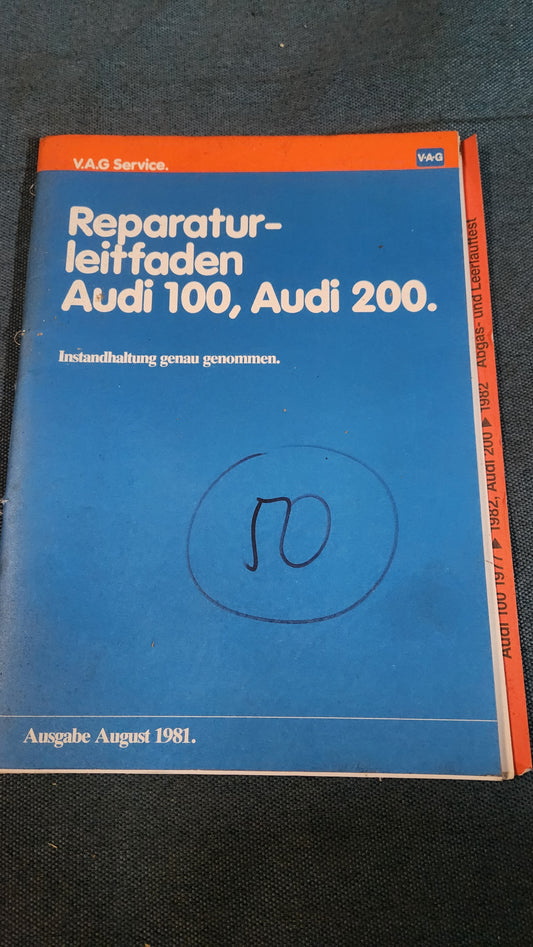 V.A.G Service.
V·A·G
Reparatur-
leitfaden
Audi 100, Audi 200.
Instandhaltung genau genommen.
50
Ausgabe August 1981.
Audi 100 1977 ▶ 1982, Audi 200 ▶ 1982 Abgas- und Leerlauftest